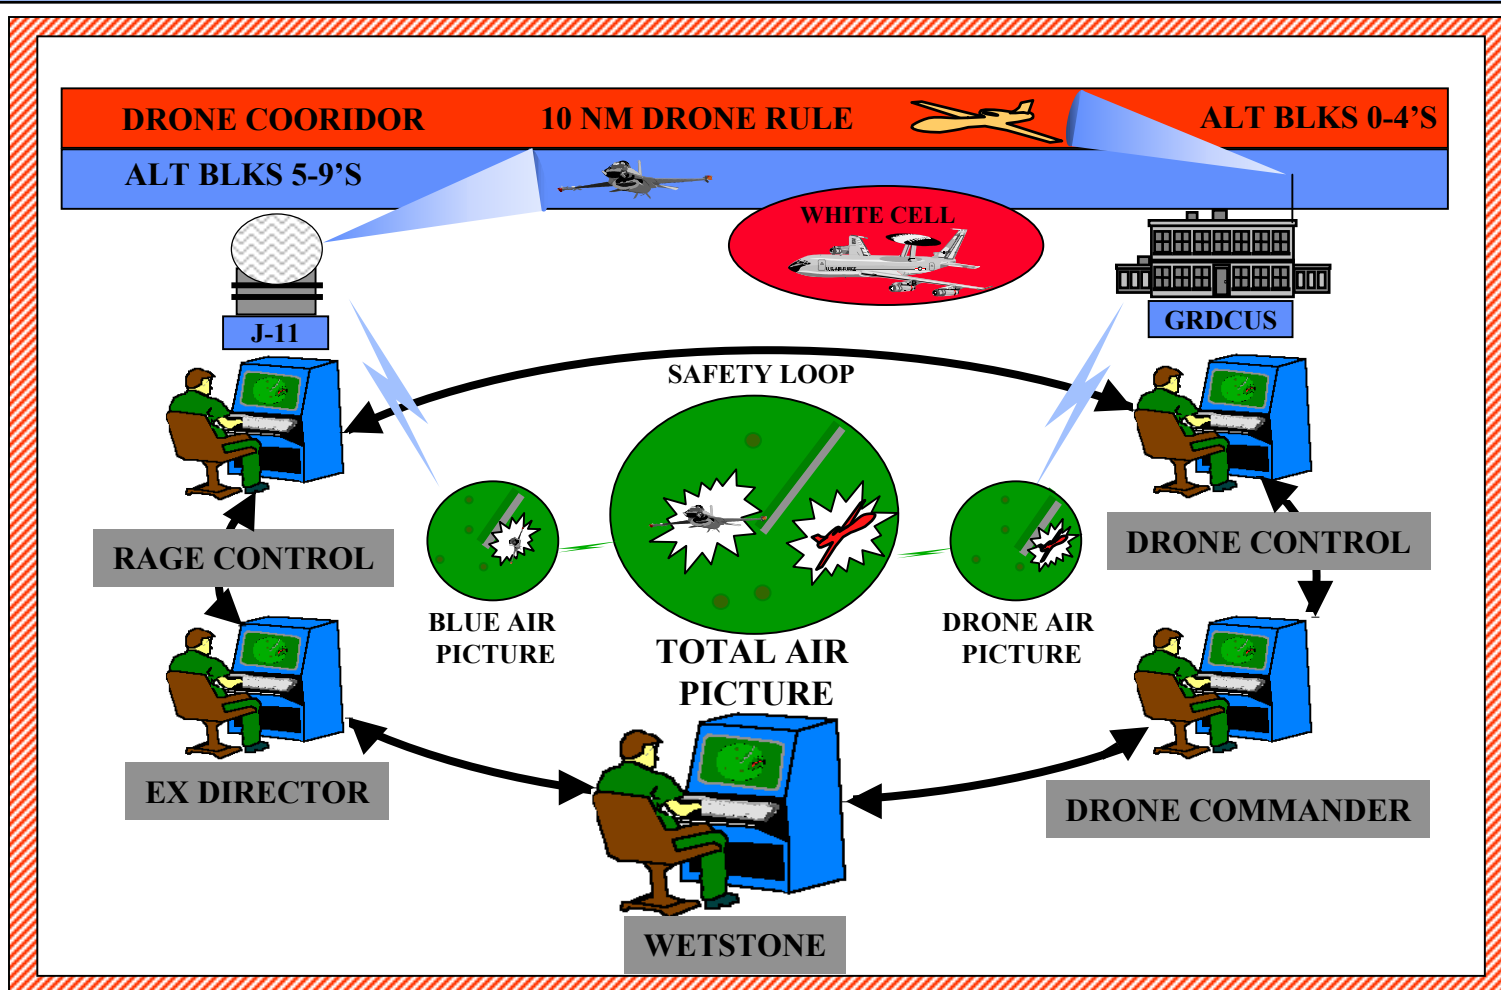 DRONE COORIDOR 10 NM DRONE RULE ALT BLKS 0-4'S
ALT BLKS 5-9'S
WHITE CELL
U.S. AIR FORCE
J-11
GRDCUS
SAFETY LOOP
RAGE CONTROL
DRONE CONTROL
BLUE AIR
PICTURE
TOTAL AIR
PICTURE
DRONE AIR
PICTURE
EX DIRECTOR
DRONE COMMANDER
WETSTONE